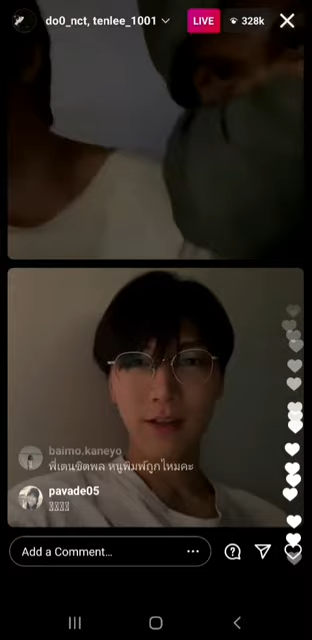 do0_nct, tenlee_1001
LIVE
328k
baimo.kaneyo
พี่เตนชิตพล หนูพิมพ์ถูกไหมคะ
pavade05
Add a Comment...